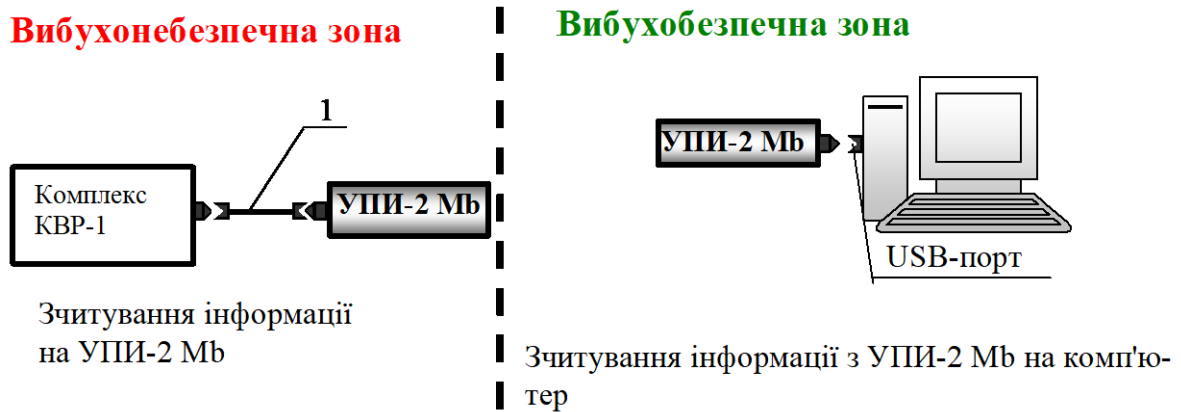 Вибухонебезпечна зона
1
Комплекс
КВР-1
УПИ-2 Mb
Зчитування інформації
на УПИ-2 Mb
Вибухобезпечна зона
УПИ-2 Mb
USB-порт
Зчитування інформації з УПИ-2 Mb на комп'ю-
тер